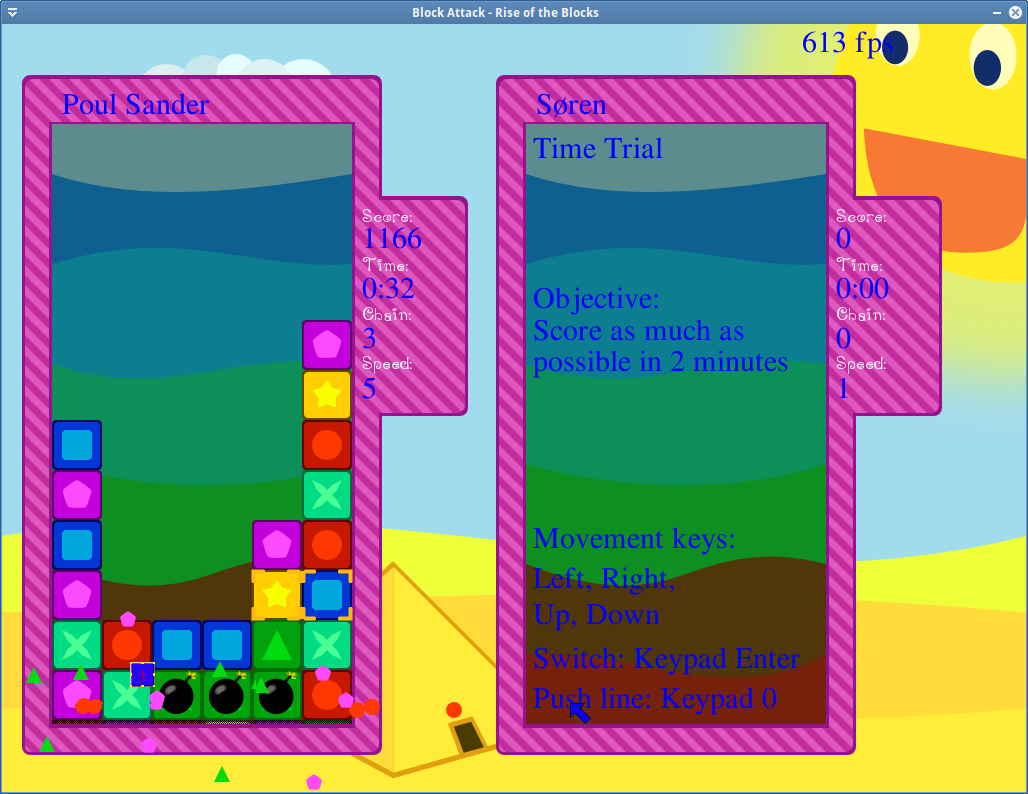 Block Attack - Rise of the Blocks
613 fps
Poul Sander
Score:
1166
Time:
0:32
Chain:
3
Speed:
5
Søren
Time Trial
Objective:
Score as much as
possible in 2 minutes
Movement keys:
Left, Right,
Up, Down
Switch: Keypad Enter
Push line: Keypad 0
Score:
0
Time:
0:00
Chain:
0
Speed:
1